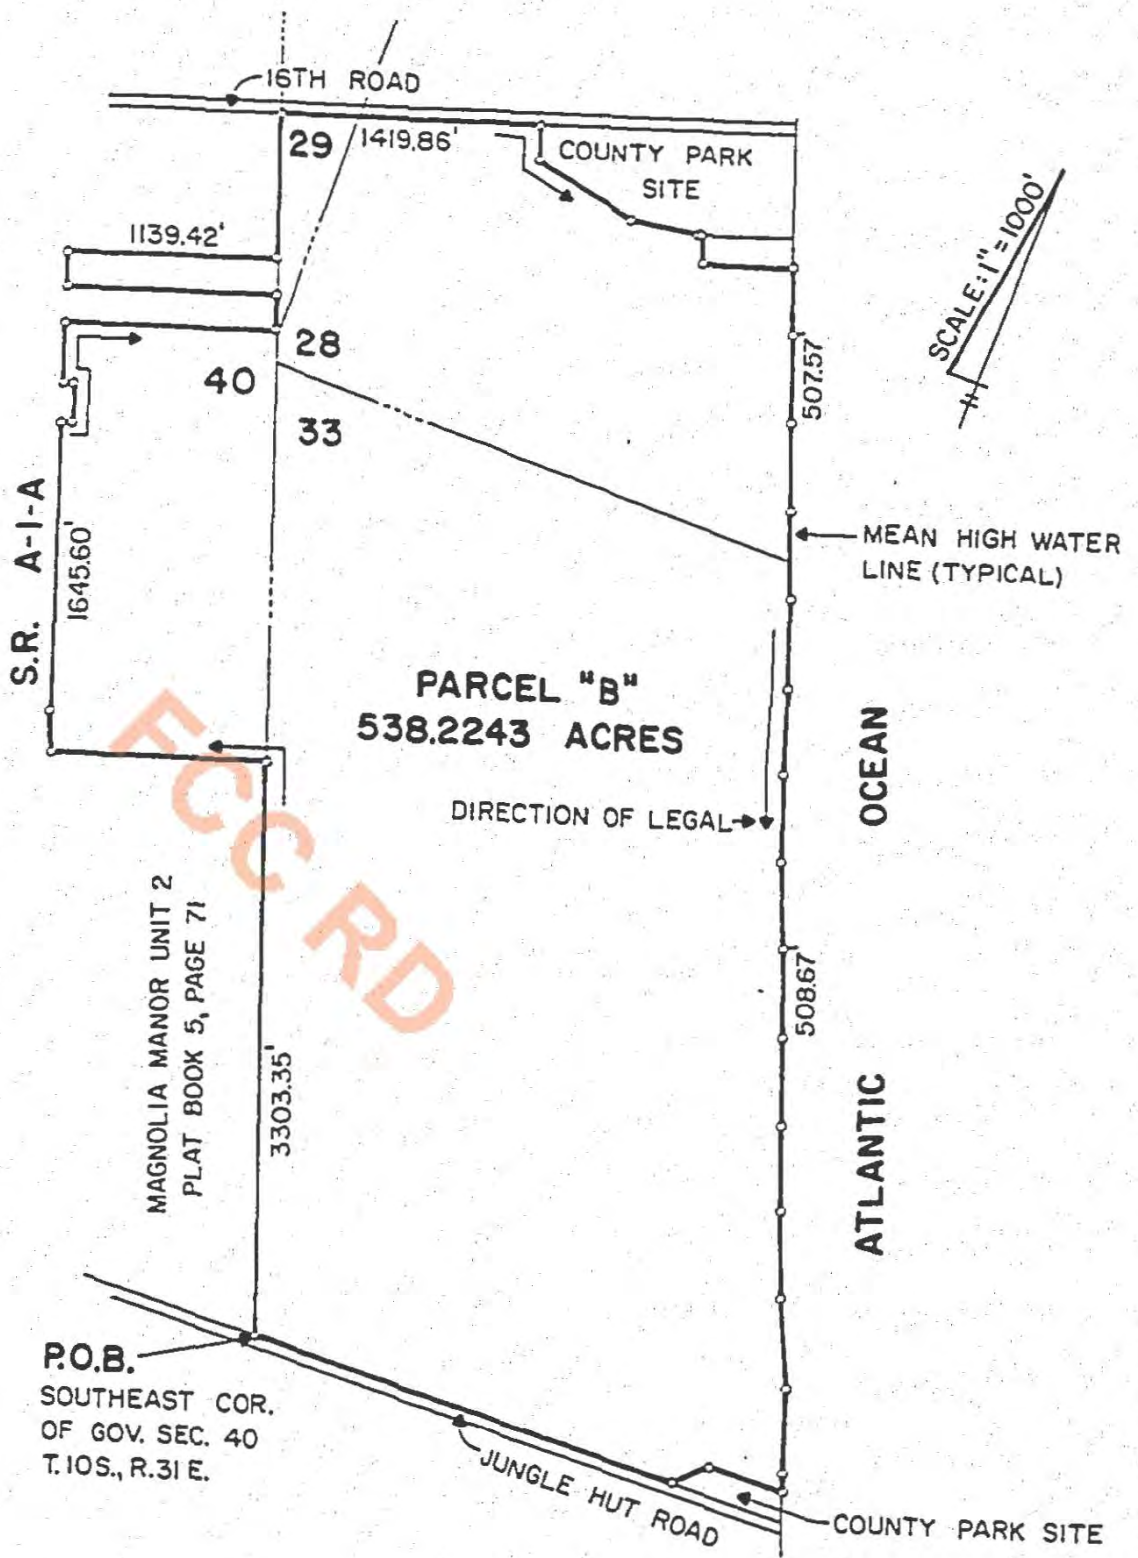 16TH ROAD
29
1419.86'
COUNTY PARK
SITE
1139.42'
SCALE: 1" = 1000'
28
40
33
507.57'
S.R. A-1-A
1645.60'
MEAN HIGH WATER
LINE (TYPICAL)
PARCEL "B"
538.2243 ACRES
DIRECTION OF LEGAL
ATLANTIC OCEAN
FCC RD
MAGNOLIA MANOR UNIT 2
PLAT BOOK 5, PAGE 71
3303.35'
508.67'
P.O.B.
SOUTHEAST COR.
OF GOV. SEC. 40
T.10S., R.31E.
JUNGLE HUT ROAD
COUNTY PARK SITE